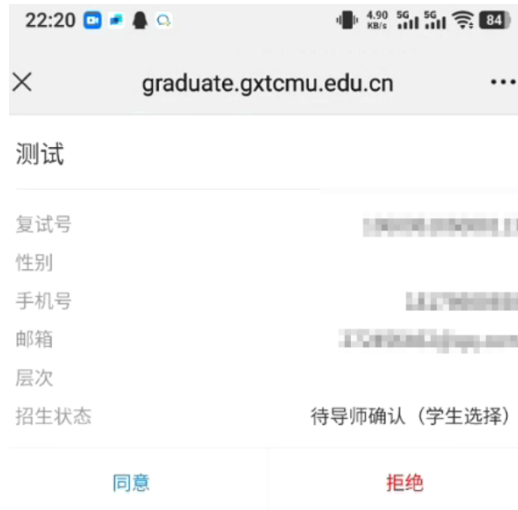 22:20 4.90 KB/s 5G 5G 84
graduate.gxtcmu.edu.cn
测试
复试号
性别
手机号
邮箱
层次
招生状态 待导师确认（学生选择）
同意 拒绝